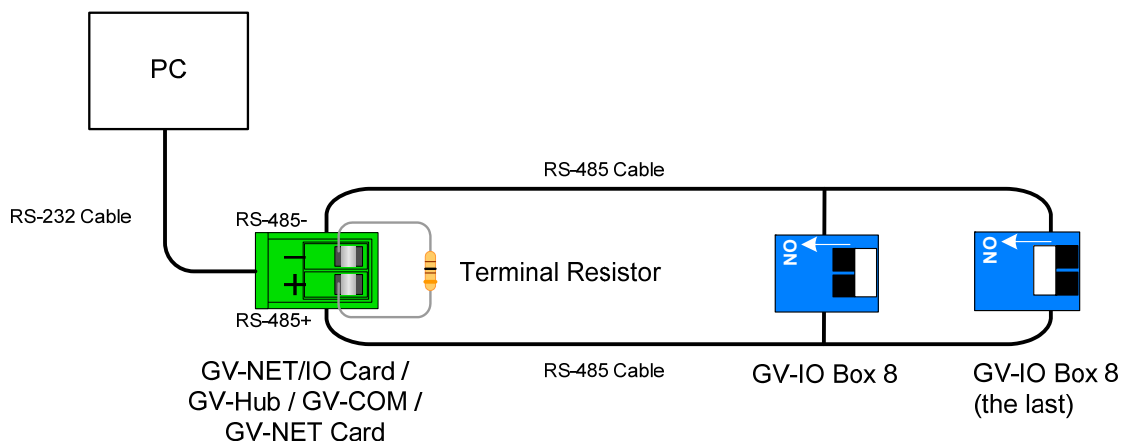 PC
RS-485 Cable
RS-232 Cable
RS-485-
ON
ON
−
+
Terminal Resistor
RS-485+
RS-485 Cable
GV-NET/IO Card /
GV-Hub / GV-COM /
GV-NET Card
GV-IO Box 8
GV-IO Box 8
(the last)